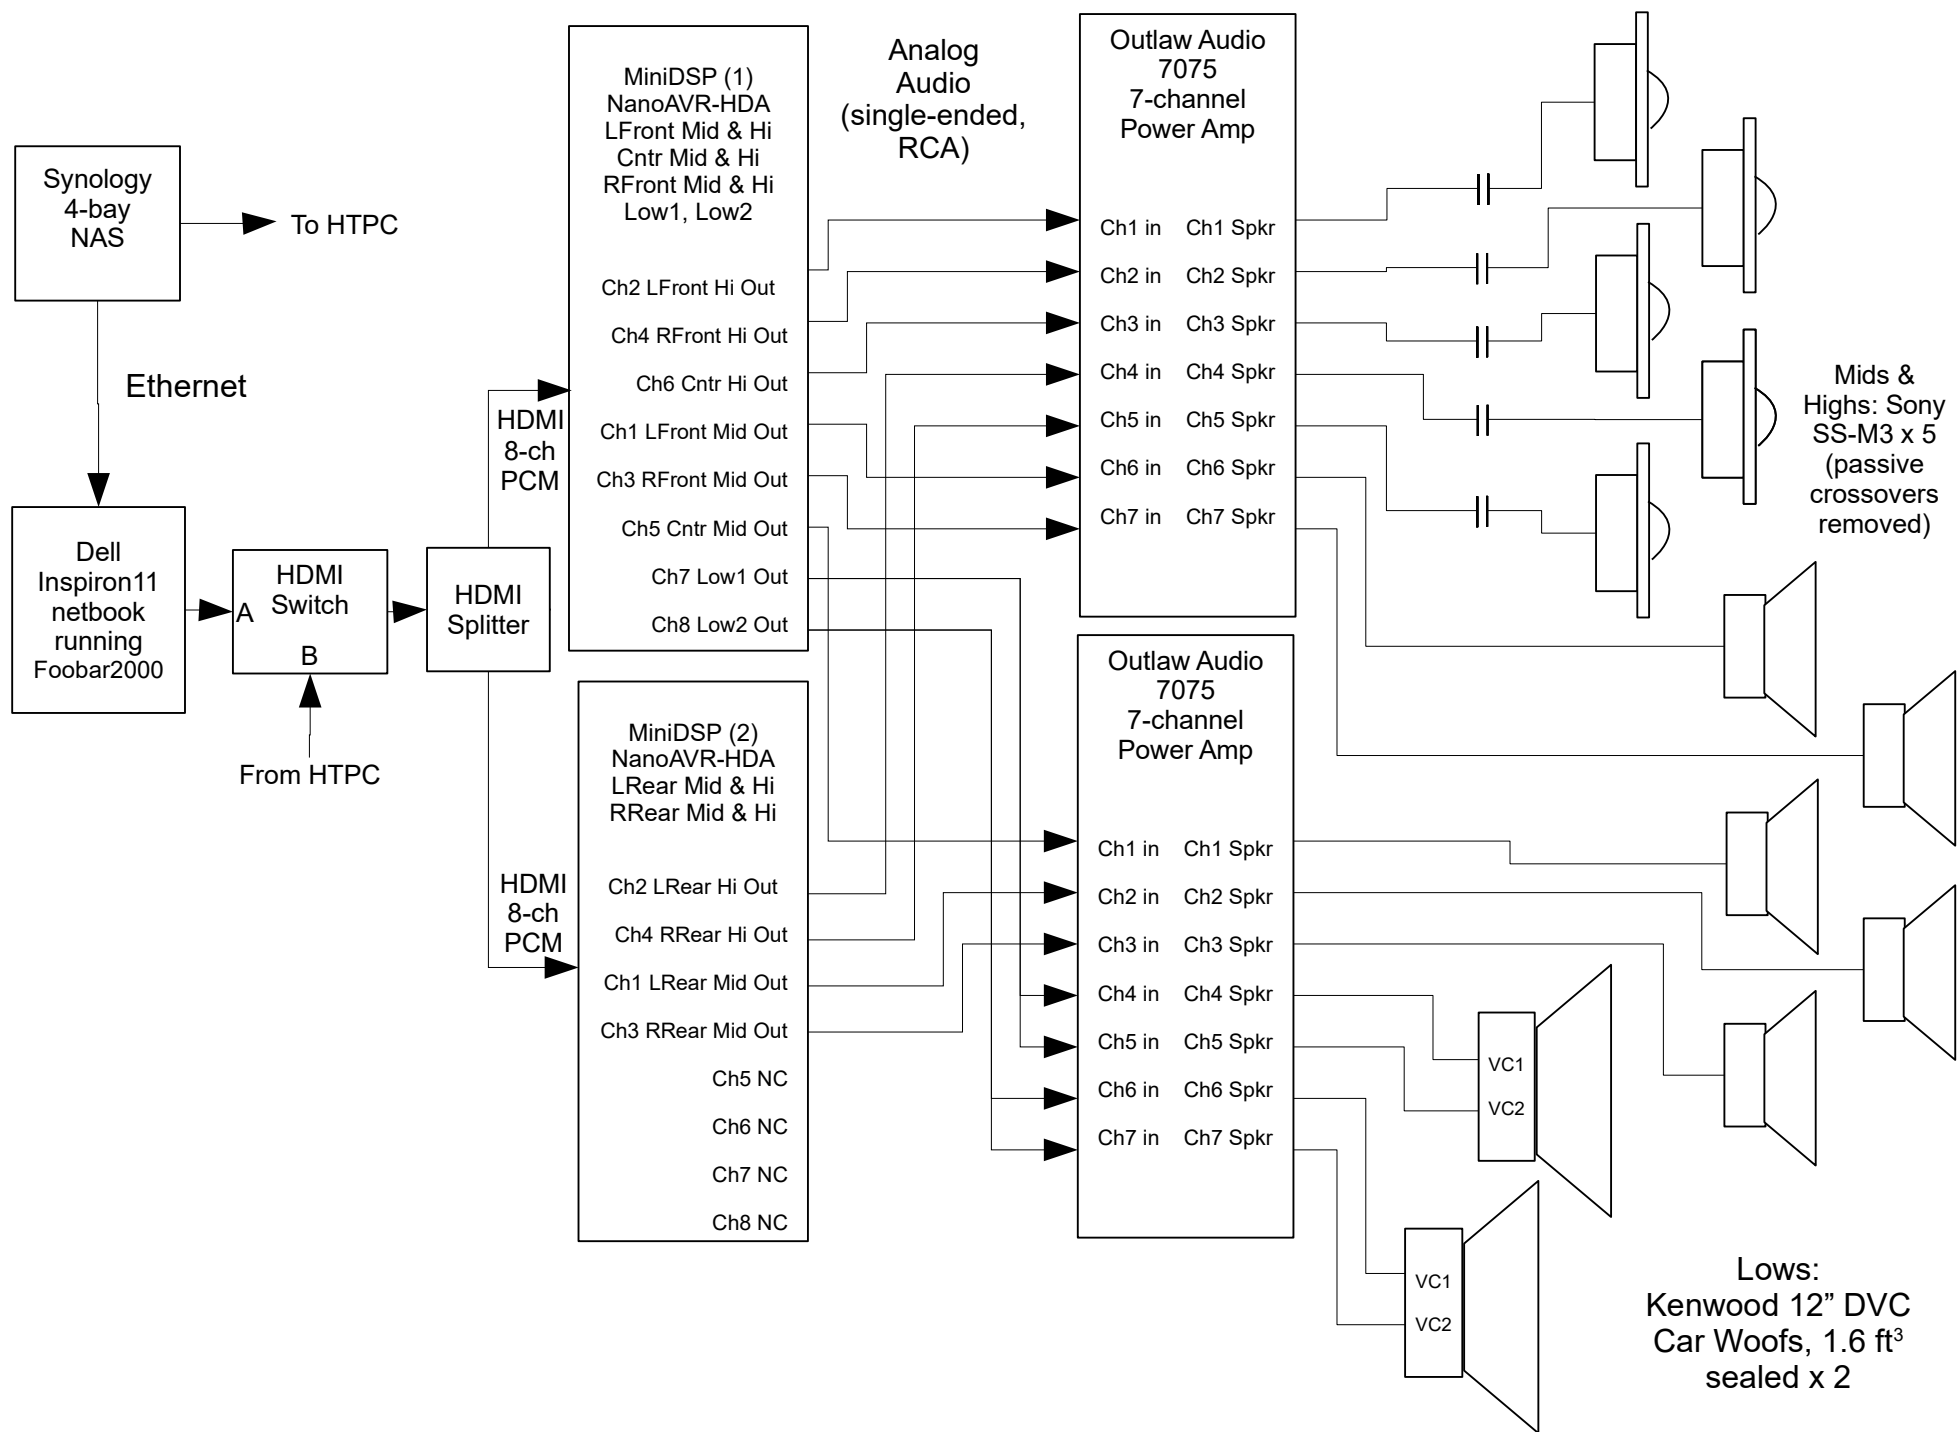 Synology
4-bay
NAS
To HTPC
Ethernet
Dell
Inspiron11
netbook
running
Foobar2000
HDMI
Switch
A
B
From HTPC
HDMI
Splitter
HDMI
8-ch
PCM
HDMI
8-ch
PCM
MiniDSP (1)
NanoAVR-HDA
LFront Mid & Hi
Cntr Mid & Hi
RFront Mid & Hi
Low1, Low2
Ch2 LFront Hi Out
Ch4 RFront Hi Out
Ch6 Cntr Hi Out
Ch1 LFront Mid Out
Ch3 RFront Mid Out
Ch5 Cntr Mid Out
Ch7 Low1 Out
Ch8 Low2 Out
MiniDSP (2)
NanoAVR-HDA
LRear Mid & Hi
RRear Mid & Hi
Ch2 LRear Hi Out
Ch4 RRear Hi Out
Ch1 LRear Mid Out
Ch3 RRear Mid Out
Ch5 NC
Ch6 NC
Ch7 NC
Ch8 NC
Analog
Audio
(single-ended,
RCA)
Outlaw Audio
7075
7-channel
Power Amp
Ch1 in Ch1 Spkr
Ch2 in Ch2 Spkr
Ch3 in Ch3 Spkr
Ch4 in Ch4 Spkr
Ch5 in Ch5 Spkr
Ch6 in Ch6 Spkr
Ch7 in Ch7 Spkr
Outlaw Audio
7075
7-channel
Power Amp
Ch1 in Ch1 Spkr
Ch2 in Ch2 Spkr
Ch3 in Ch3 Spkr
Ch4 in Ch4 Spkr
Ch5 in Ch5 Spkr
Ch6 in Ch6 Spkr
Ch7 in Ch7 Spkr
Mids &
Highs: Sony
SS-M3 x 5
(passive
crossovers
removed)
VC1
VC2
VC1
VC2
Lows:
Kenwood 12” DVC
Car Woofs, 1.6 ft³
sealed x 2